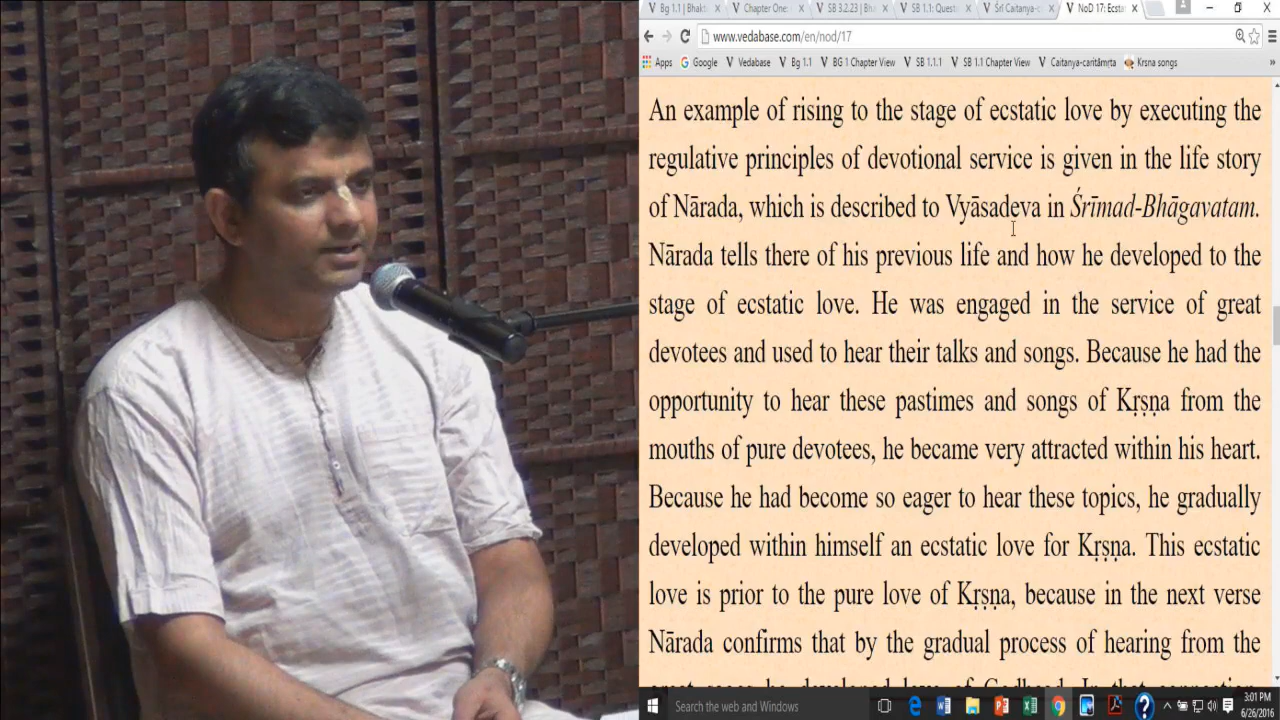 Bg 1.1 | Bhakt
Chapter One:
SB 3.2.23 | Bh
SB 1.1: Quest
Śrī Caitanya-c
NoD 17: Ecsta
www.vedabase.com/en/nod/17
Apps Google Vedabase Bg 1.1 BG 1 Chapter View SB 1.1.1 SB 1.1 Chapter View Caitanya-caritāmṛta Krsna songs »
An example of rising to the stage of ecstatic love by executing the
regulative principles of devotional service is given in the life story
of Nārada, which is described to Vyāsadeva in Śrīmad-Bhāgavatam.
Nārada tells there of his previous life and how he developed to the
stage of ecstatic love. He was engaged in the service of great
devotees and used to hear their talks and songs. Because he had the
opportunity to hear these pastimes and songs of Kṛṣṇa from the
mouths of pure devotees, he became very attracted within his heart.
Because he had become so eager to hear these topics, he gradually
developed within himself an ecstatic love for Kṛṣṇa. This ecstatic
love is prior to the pure love of Kṛṣṇa, because in the next verse
Nārada confirms that by the gradual process of hearing from the
Search the web and Windows
3:01 PM
6/26/2016